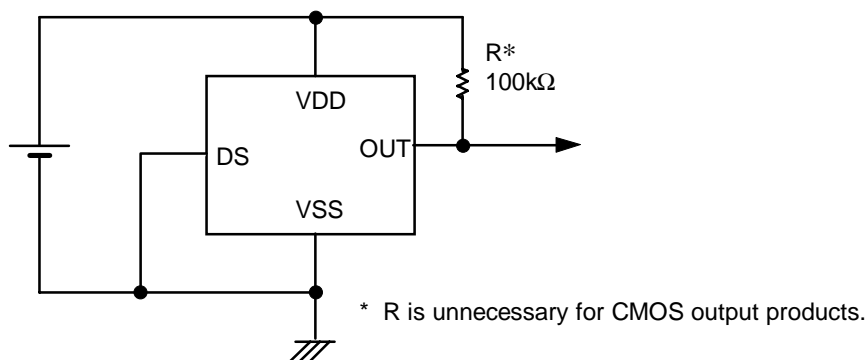 R*
100kΩ
VDD
DS
OUT
VSS
* R is unnecessary for CMOS output products.